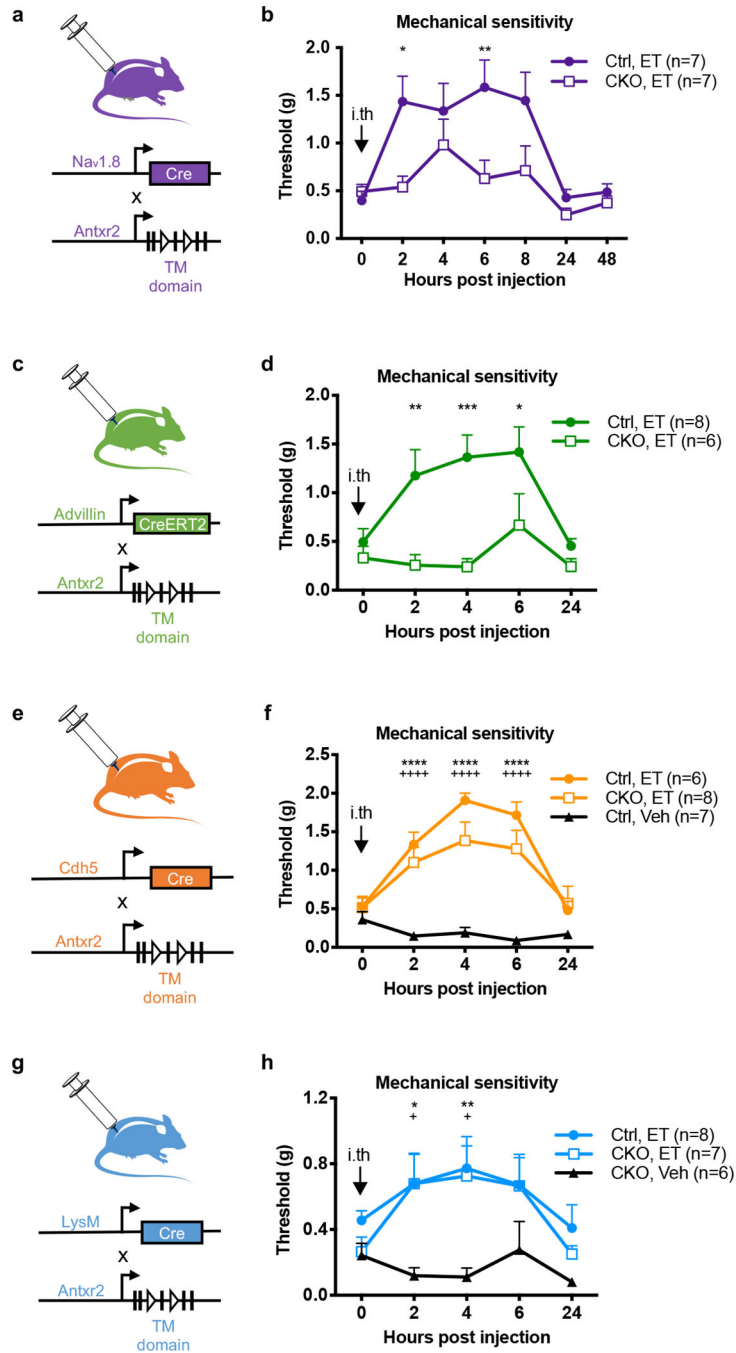 a
Nav1.8
Cre
x
Antxr2
TM
domain
b
Mechanical sensitivity
2.0
1.5
1.0
0.5
0.0
Threshold (g)
i.th
*
**
Ctrl, ET (n=7)
CKO, ET (n=7)
0 2 4 6 8 24 48
Hours post injection
c
Advillin
CreERT2
x
Antxr2
TM
domain
d
Mechanical sensitivity
2.0
1.5
1.0
0.5
0.0
Threshold (g)
i.th
** *** *
Ctrl, ET (n=8)
CKO, ET (n=6)
0 2 4 6 24
Hours post injection
e
Cdh5
Cre
x
Antxr2
TM
domain
f
Mechanical sensitivity
2.5
2.0
1.5
1.0
0.5
0.0
Threshold (g)
i.th
**** **** ****
++++ ++++ ++++
Ctrl, ET (n=6)
CKO, ET (n=8)
Ctrl, Veh (n=7)
0 2 4 6 24
Hours post injection
g
LysM
Cre
x
Antxr2
TM
domain
h
Mechanical sensitivity
1.2
0.8
0.4
0.0
Threshold (g)
i.th
* **
+ +
Ctrl, ET (n=8)
CKO, ET (n=7)
CKO, Veh (n=6)
0 2 4 6 24
Hours post injection